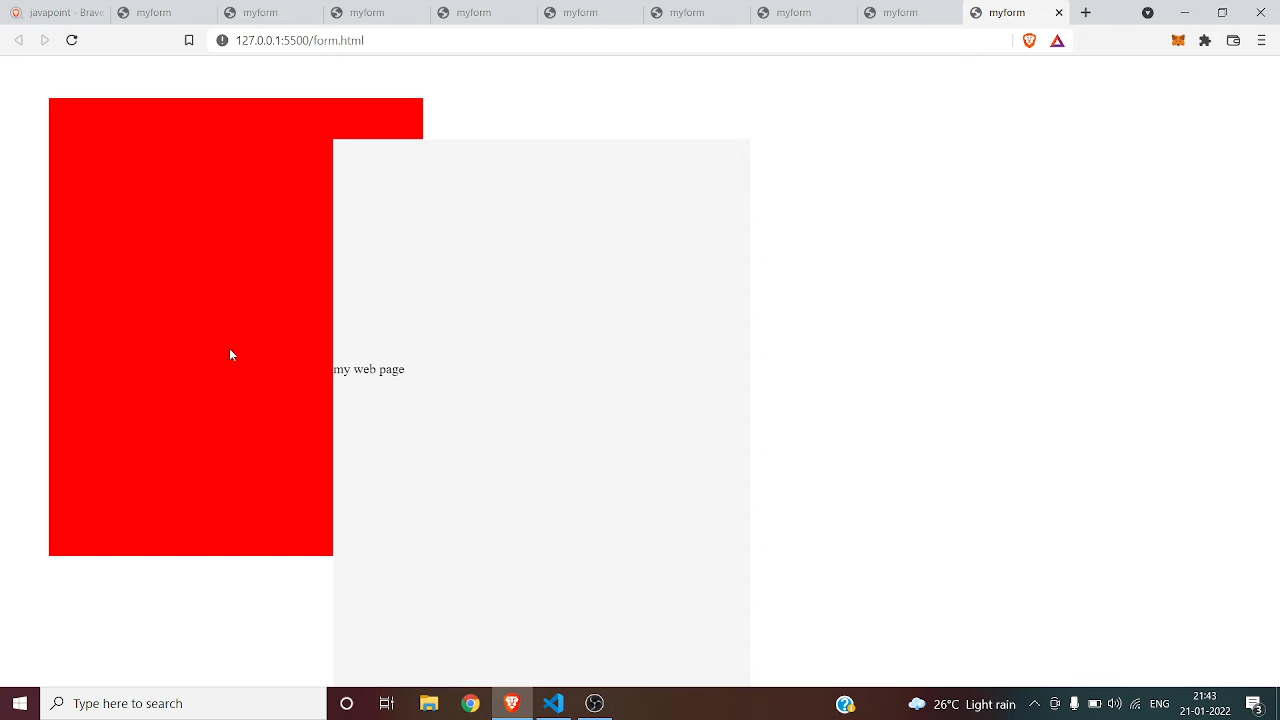 javapoint - Brave
myform
myform
myform
myform
myform
myform
myform
myform
myform
127.0.0.1:5500/form.html
my web page
Type here to search
26°C Light rain
ENG
21:43
21-01-2022
3